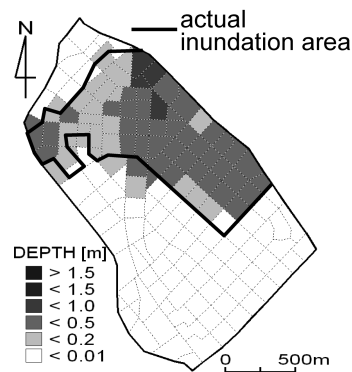 actual
inundation area
N
DEPTH [m]
> 1.5
< 1.5
< 1.0
< 0.5
< 0.2
< 0.01
0 500m